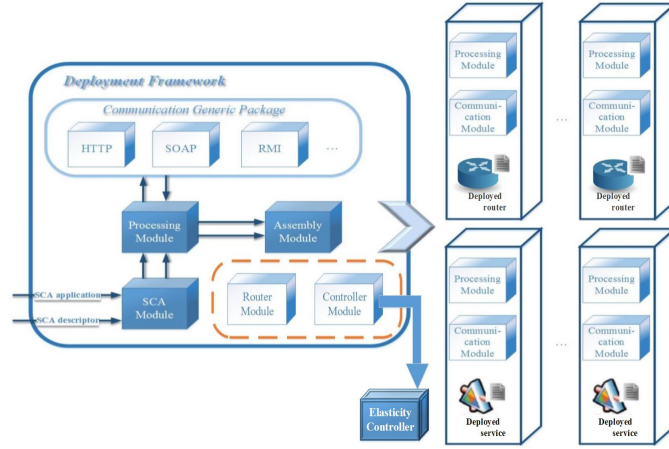 Deployment Framework
Communication Generic Package
HTTP
SOAP
RMI
...
Processing
Module
Assembly
Module
SCA application
SCA descriptor
SCA
Module
Router
Module
Controller
Module
Elasticity
Controller
Processing
Module
Communi-
cation
Module
Deployed
router
...
Processing
Module
Communi-
cation
Module
Deployed
router
Processing
Module
Communi-
cation
Module
Deployed
service
...
Processing
Module
Communi-
cation
Module
Deployed
service